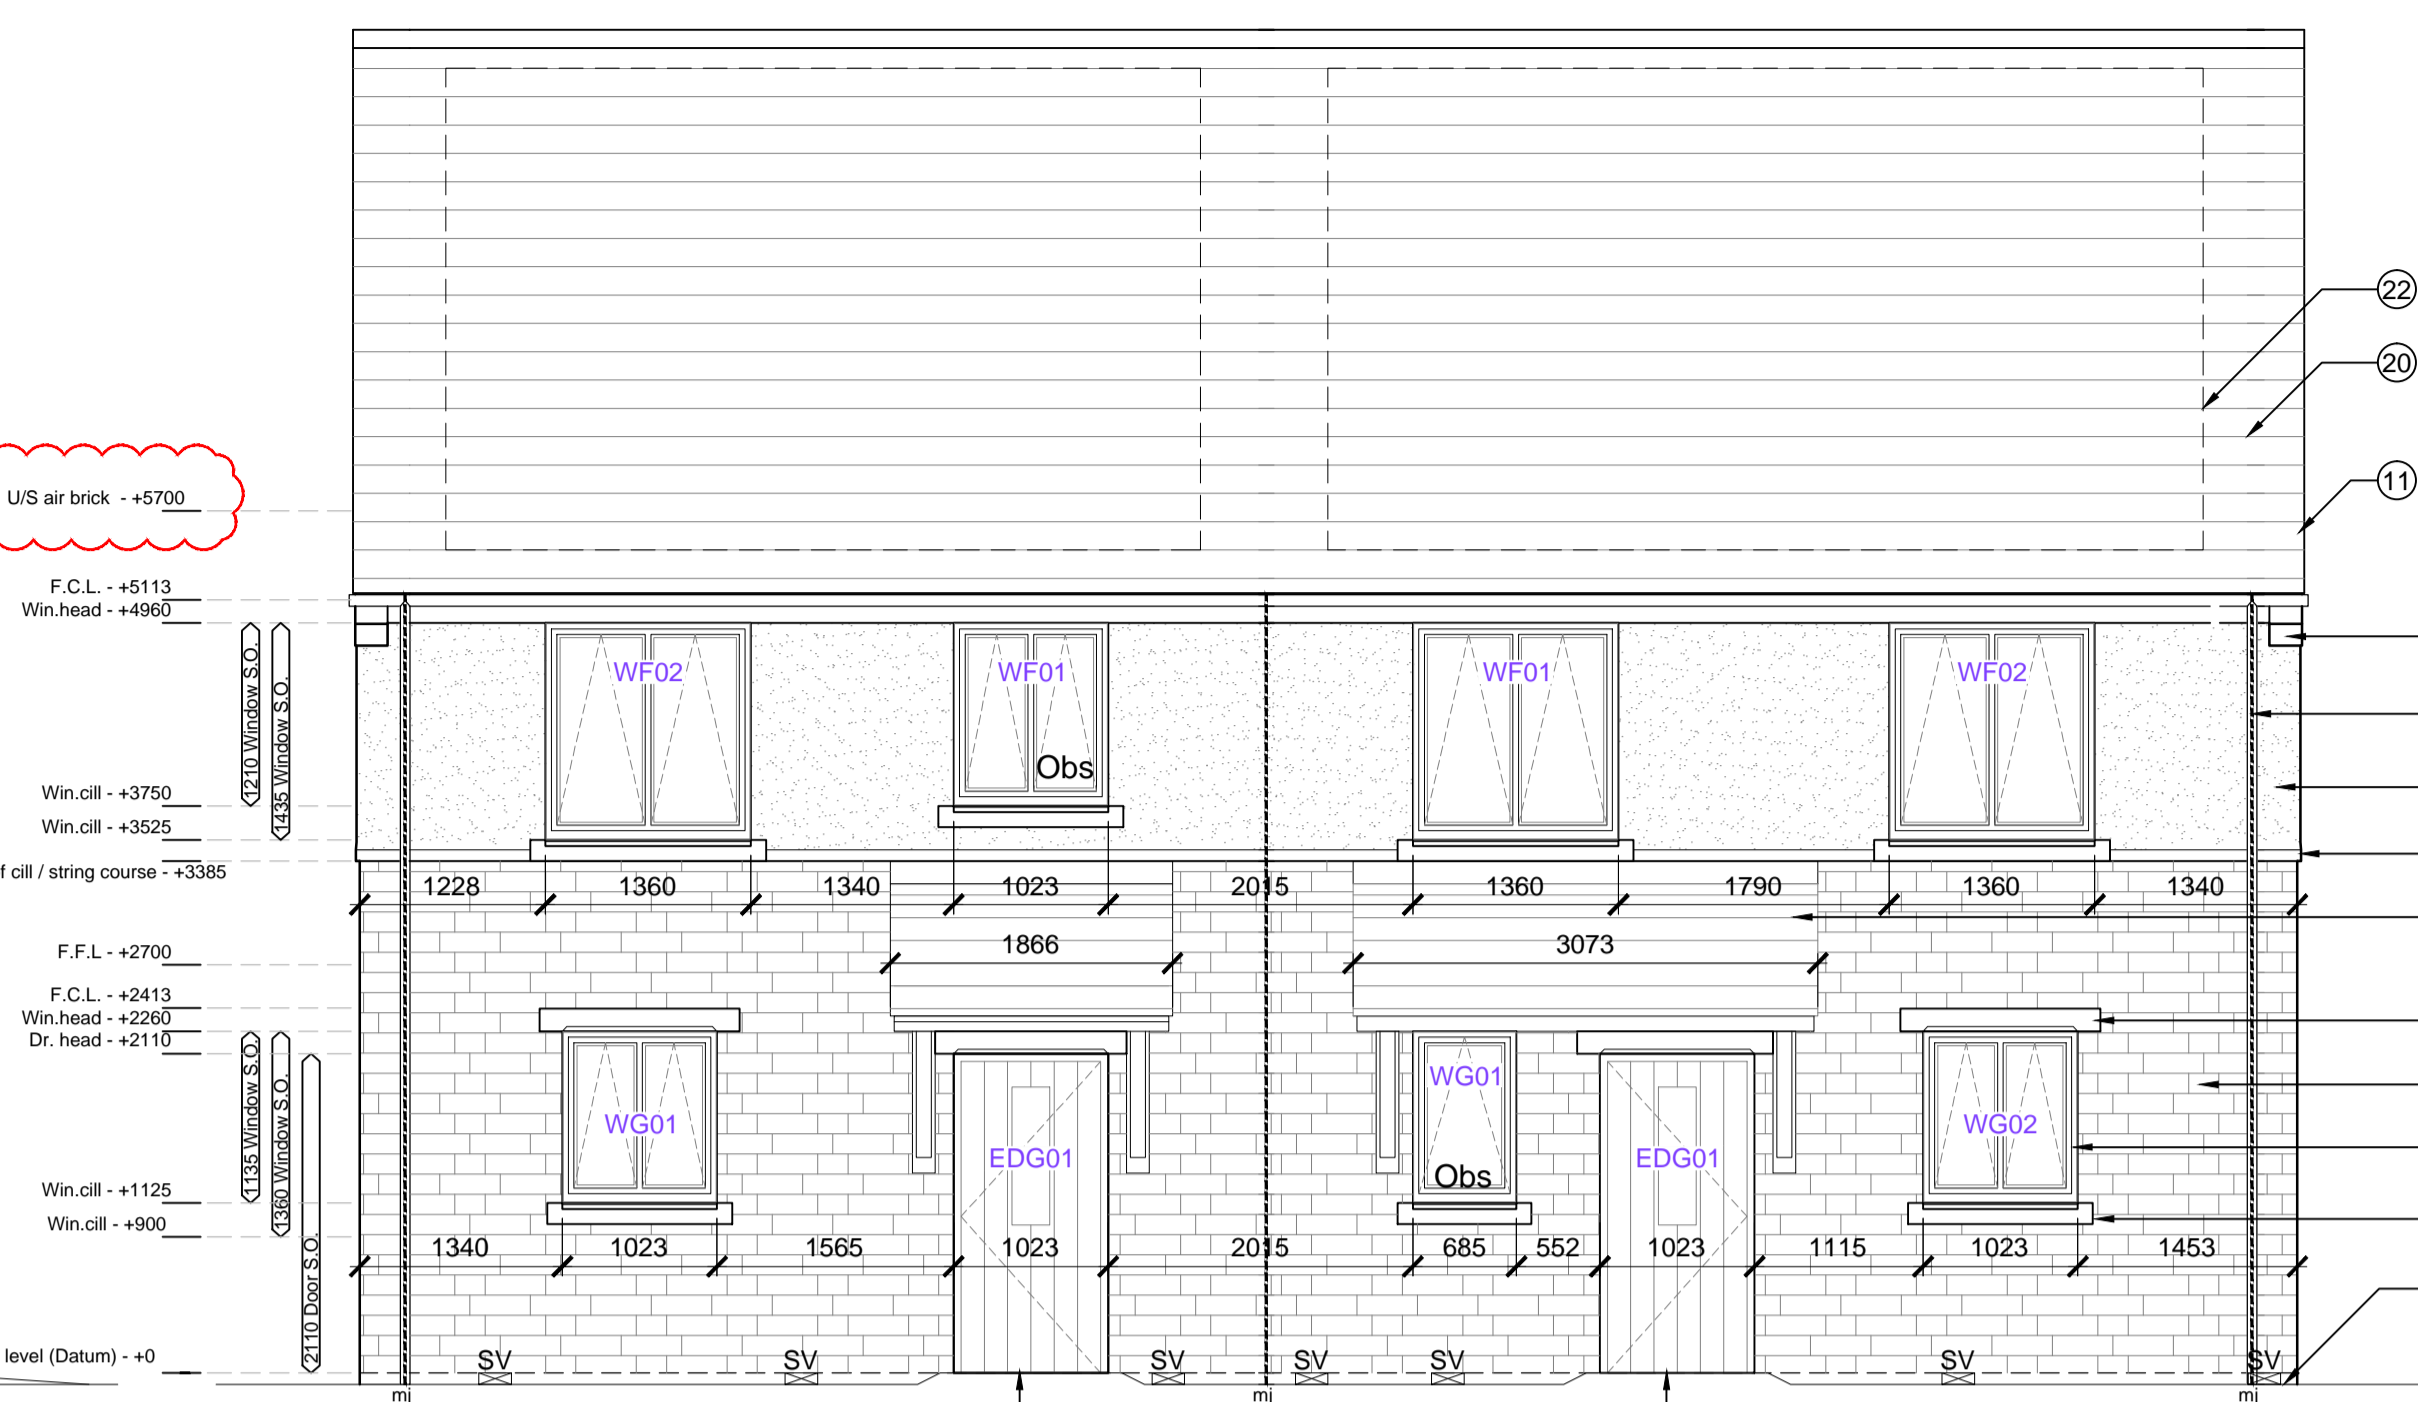 22
20
11
U/S air brick - +5700
F.C.L. - +5113
Win.head - +4960
1210 Window S.O.
1435 Window S.O.
WF02
WF01
WF01
WF02
Obs
Win.cill - +3750
Win.cill - +3525
f cill / string course - +3385
1228
1360
1340
1023
2015
1360
1790
1360
1340
F.F.L - +2700
1866
3073
F.C.L. - +2413
Win.head - +2260
Dr. head - +2110
1135 Window S.O.
1360 Window S.O.
2110 Door S.O.
WG01
EDG01
WG01
Obs
EDG01
WG02
Win.cill - +1125
Win.cill - +900
1340
1023
1565
1023
2015
685
552
1023
1115
1023
1453
level (Datum) - +0
SV
SV
SV
SV
SV
SV
SV
mj
mj
mj